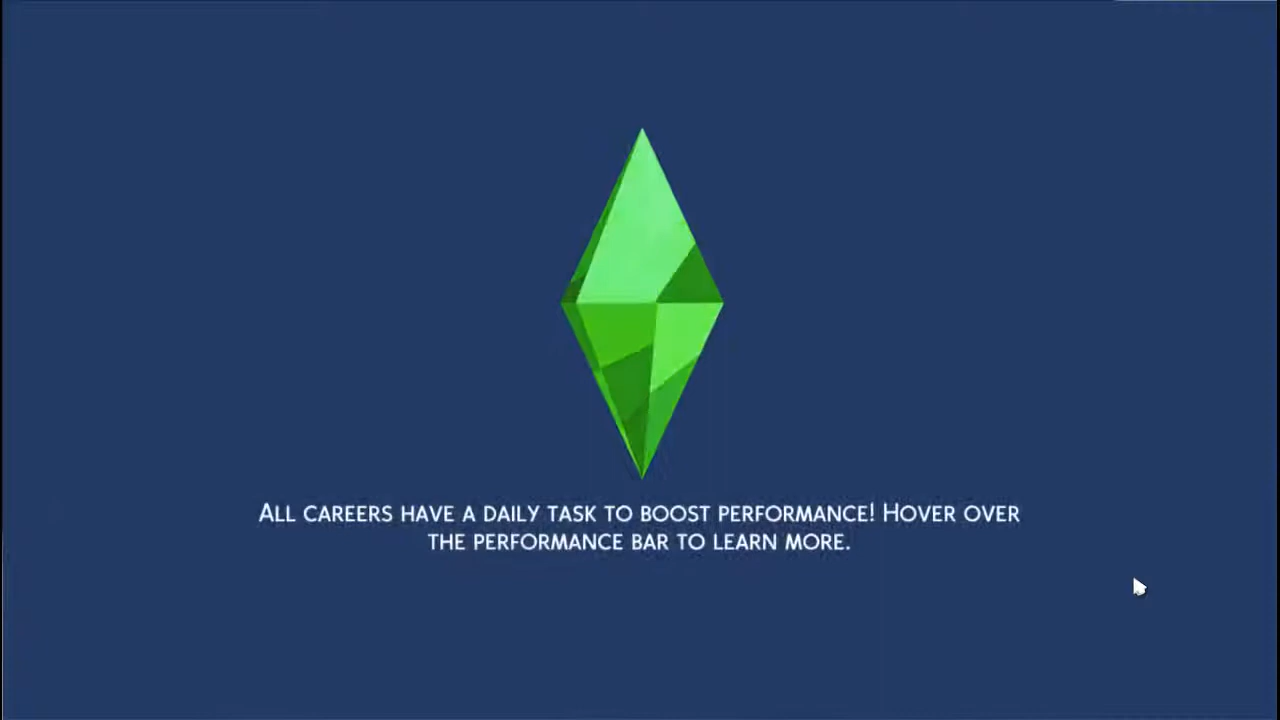 All careers have a daily task to boost performance! Hover over
the performance bar to learn more.